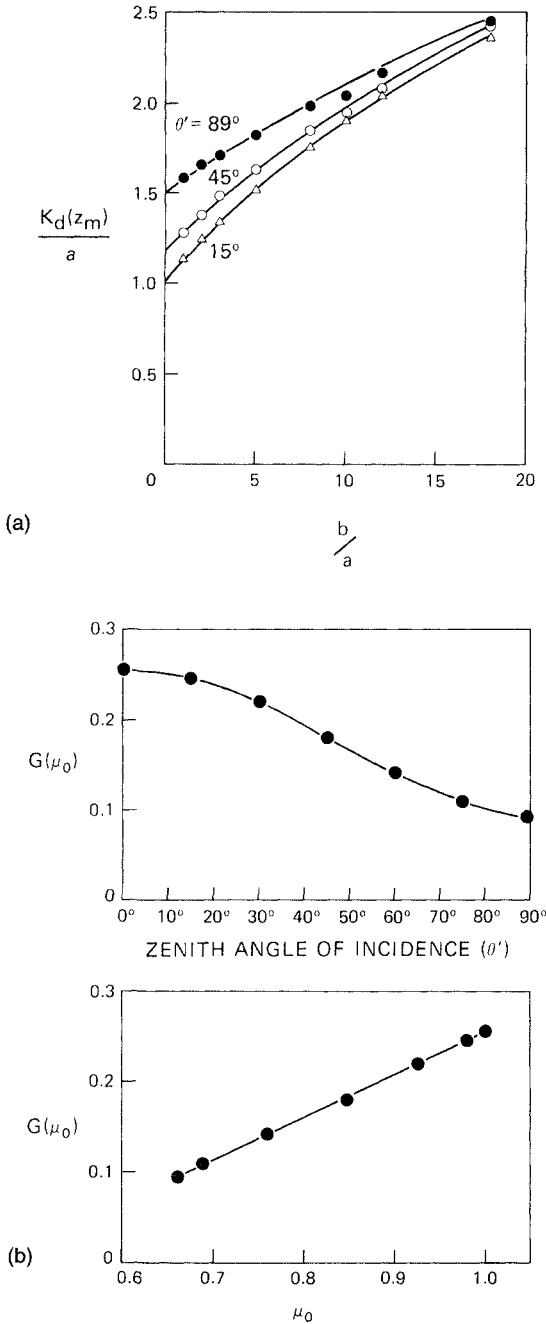 2.5
2.0
θ' = 89°
1.5
45°
K_d(z_m)
a
1.0
15°
0.5
0
5
10
15
20
(a)
b
a
0.3
0.2
G(μ₀)
0.1
0
0° 10° 20° 30° 40° 50° 60° 70° 80° 90°
ZENITH ANGLE OF INCIDENCE (θ')
0.3
0.2
G(μ₀)
0.1
(b)
0
0.6 0.7 0.8 0.9 1.0
μ₀